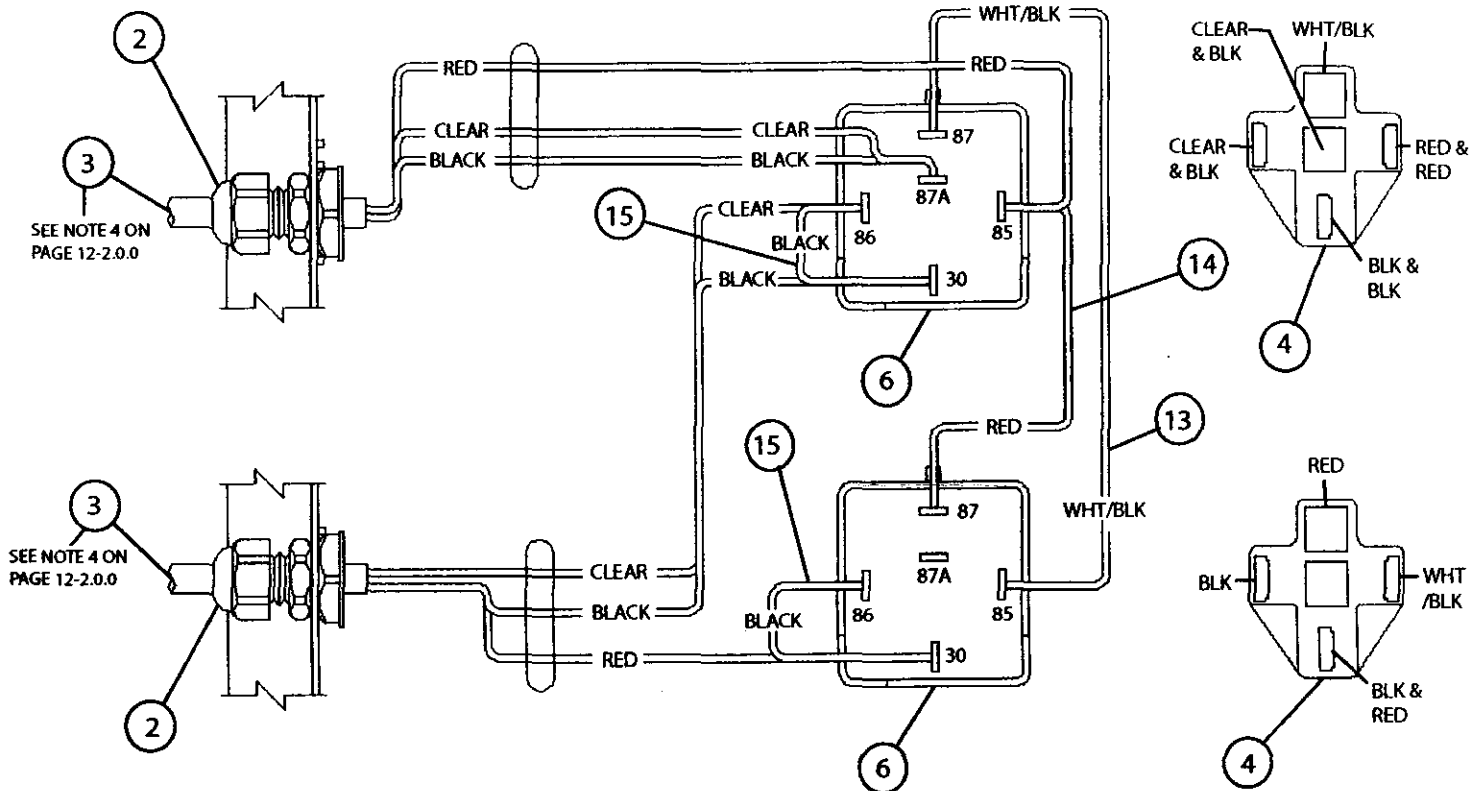 2
3
SEE NOTE 4 ON
PAGE 12-2.0.0
RED
CLEAR
BLACK
WHT/BLK
RED
CLEAR
BLACK
87
87A
86
85
30
CLEAR
BLACK
BLACK
15
6
14
13
CLEAR
& BLK
WHT/BLK
CLEAR
& BLK
RED &
RED
BLK &
BLK
4
3
SEE NOTE 4 ON
PAGE 12-2.0.0
2
CLEAR
BLACK
RED
15
BLACK
RED
WHT/BLK
87
87A
86
85
30
6
RED
BLK
WHT
/BLK
BLK &
RED
4